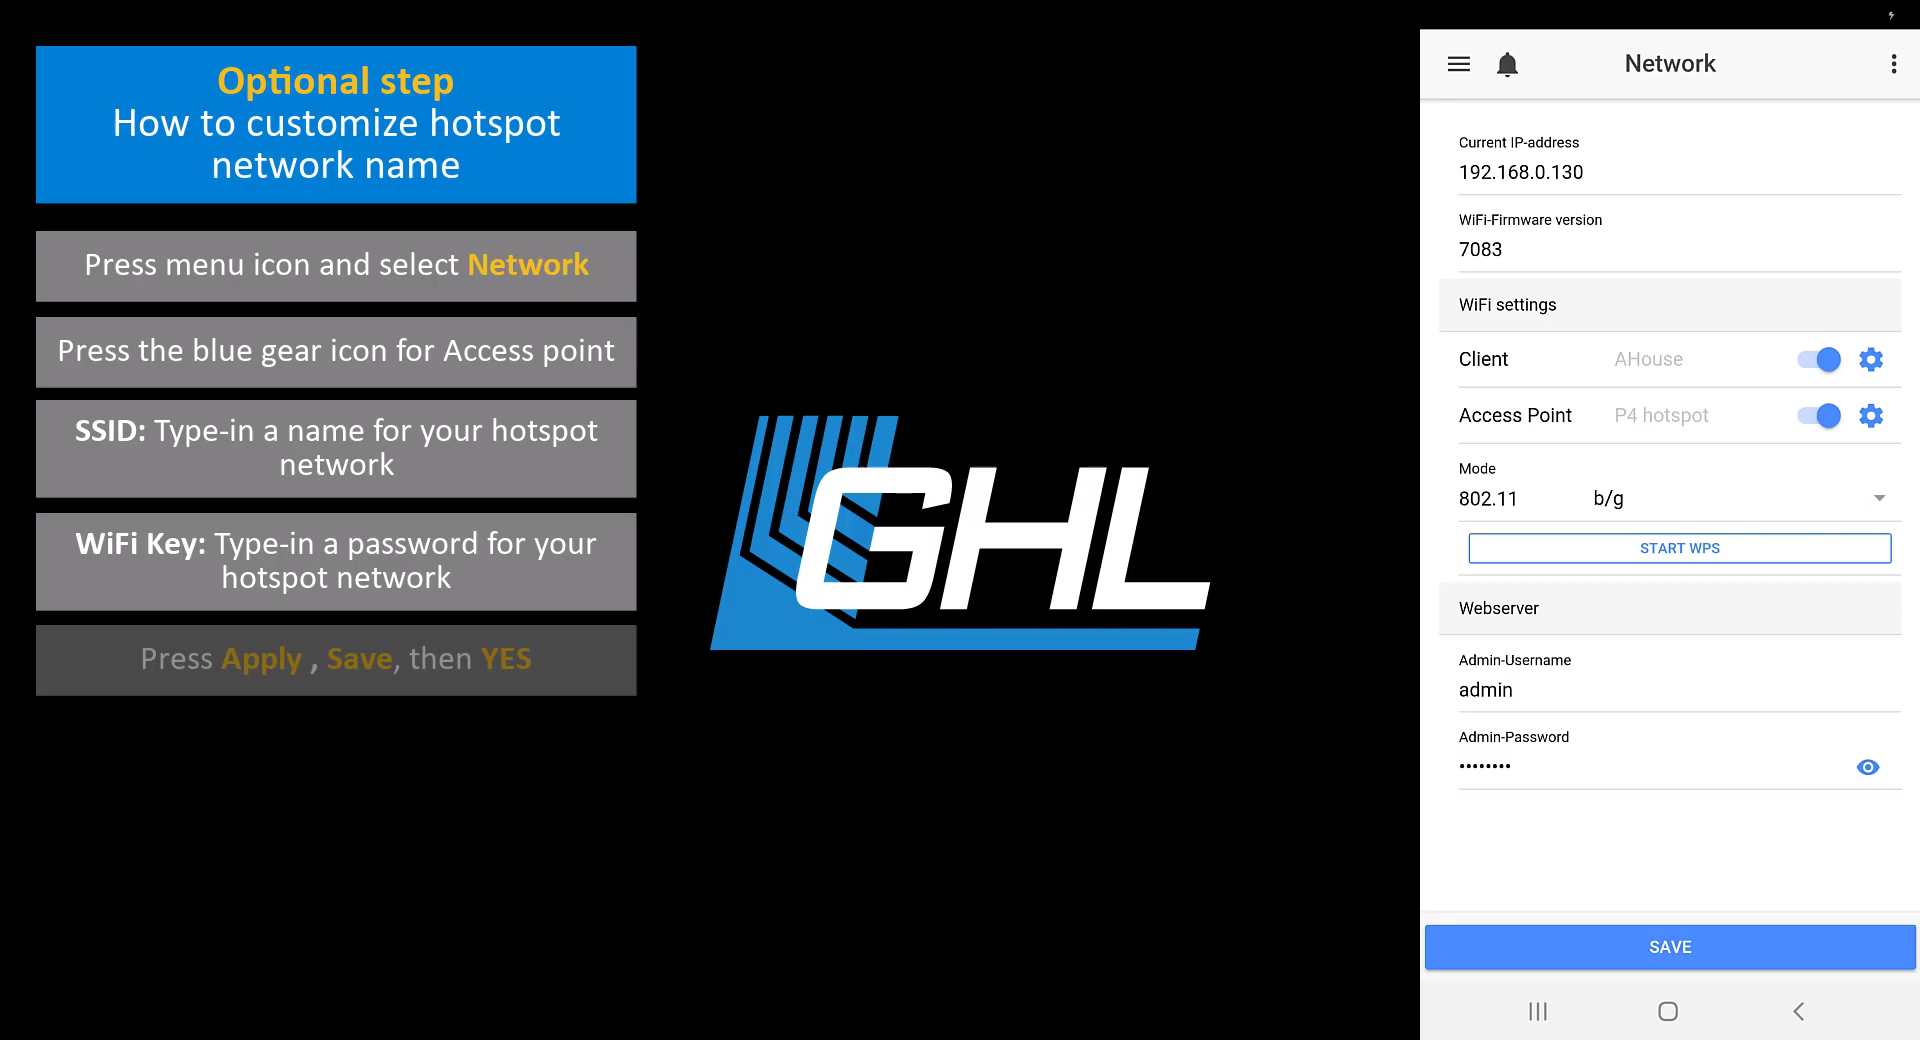 Optional step
How to customize hotspot
network name
Press menu icon and select Network
Press the blue gear icon for Access point
SSID: Type-in a name for your hotspot
network
WiFi Key: Type-in a password for your
hotspot network
Press Apply , Save, then YES
GHL
Network
Current IP-address
192.168.0.130
WiFi-Firmware version
7083
WiFi settings
Client AHouse
Access Point P4 hotspot
Mode
802.11 b/g
START WPS
Webserver
Admin-Username
admin
Admin-Password
••••••••
SAVE